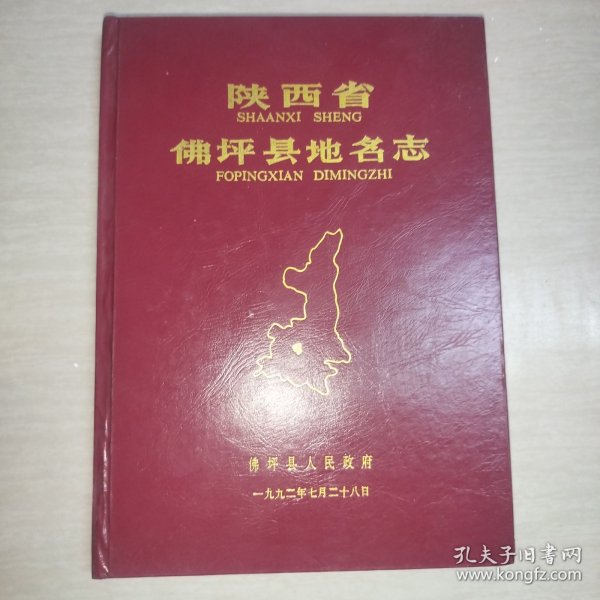 陕西省
SHAANXI SHENG
佛坪县地名志
FOPINGXIAN DIMINGZHI
佛坪县人民政府
一九九二年七月二十八日
孔夫子旧书网
www.kongfz.com